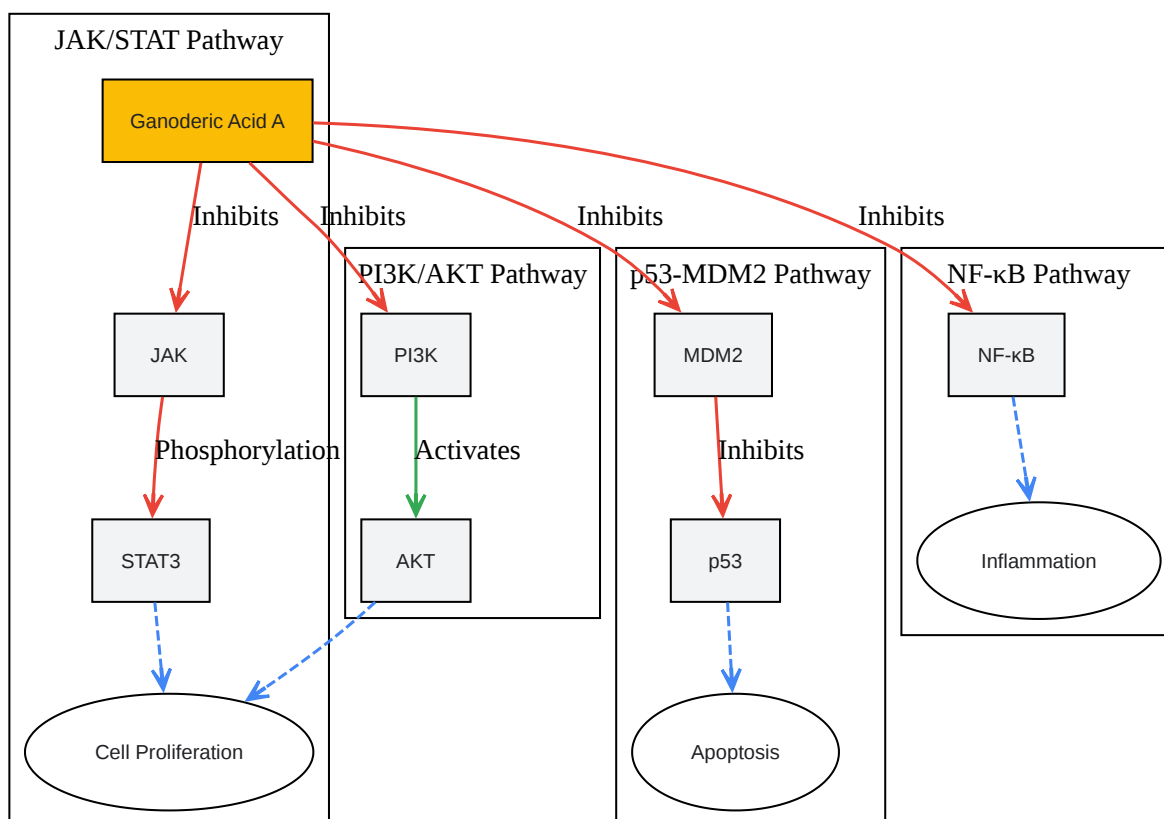 JAK/STAT Pathway
Ganoderic Acid A
Inhibits
Inhibits
Inhibits
Inhibits
PI3K/AKT Pathway
p53-MDM2 Pathway
NF-κB Pathway
JAK
PI3K
MDM2
NF-κB
Phosphorylation
Activates
Inhibits
STAT3
AKT
p53
Inflammation
Cell Proliferation
Apoptosis